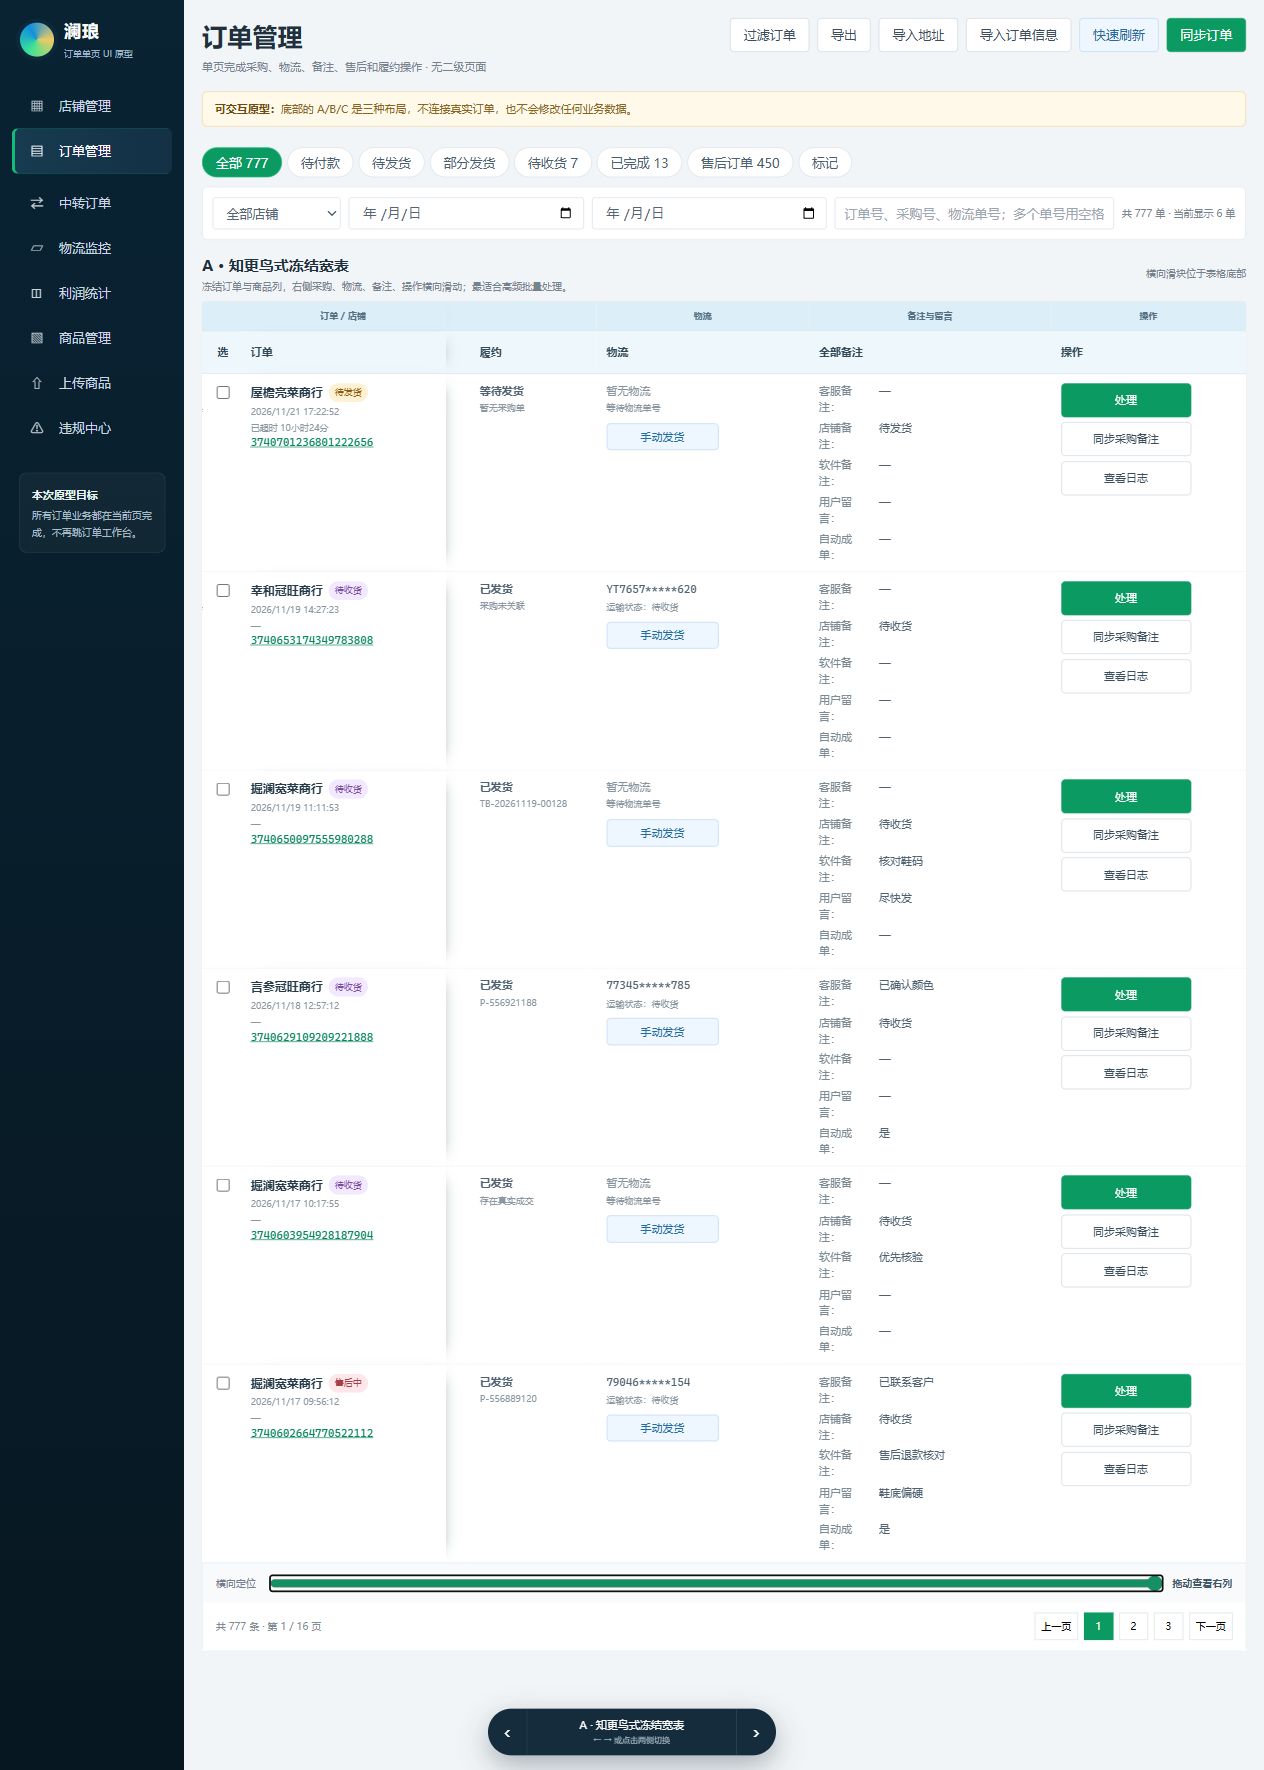 澜琅
订单单页 UI 原型
店铺管理
订单管理
中转订单
物流监控
利润统计
商品管理
上传商品
违规中心
本次原型目标
所有订单业务都在当前页完
成，不再跳订单工作台。
订单管理
单页完成采购、物流、备注、售后和履约操作 · 无二级页面
过滤订单 导出 导入地址 导入订单信息 快速刷新 同步订单
可交互原型：底部的 A/B/C 是三种布局，不连接真实订单，也不会修改任何业务数据。
全部 777 待付款 待发货 部分发货 待收货 7 已完成 13 售后订单 450 标记
全部店铺 年 /月/日 年 /月/日 订单号、采购号、物流单号；多个单号用空格 共 777 单 · 当前显示 6 单
A · 知更鸟式冻结宽表
冻结订单与商品列，右侧采购、物流、备注、操作横向滑动；最适合高频批量处理。
横向滑块位于表格底部
订单 / 店铺 物流 备注与留言 操作
选 订单 履约 物流 全部备注 操作
屋檐亮菜商行 待发货
2026/11/21 17:22:52
已超时 10小时24分
3740701236801222656
等待发货
暂无采购单
暂无物流
等待物流单号
手动发货
客服备注： —
店铺备注： 待发货
软件备注： —
用户留言： —
自动成单： —
处理
同步采购备注
查看日志
幸和冠旺商行 待收货
2026/11/19 14:27:23
—
3740653174349783808
已发货
采购未关联
YT7657*****620
运输状态：待收货
手动发货
客服备注： —
店铺备注： 待收货
软件备注： —
用户留言： —
自动成单： —
处理
同步采购备注
查看日志
掘澜宽菜商行 待收货
2026/11/19 11:11:53
—
3740650097555980288
已发货
TB-20261119-00128
暂无物流
等待物流单号
手动发货
客服备注： —
店铺备注： 待收货
软件备注： 核对鞋码
用户留言： 尽快发
自动成单： —
处理
同步采购备注
查看日志
言参冠旺商行 待收货
2026/11/18 12:57:12
—
3740629109209221888
已发货
P-556921188
77345*****785
运输状态：待收货
手动发货
客服备注： 已确认颜色
店铺备注： 待收货
软件备注： —
用户留言： —
自动成单： 是
处理
同步采购备注
查看日志
掘澜宽菜商行 待收货
2026/11/17 10:17:55
—
3740603954928187904
已发货
存在真实成交
暂无物流
等待物流单号
手动发货
客服备注： —
店铺备注： 待收货
软件备注： 优先核验
用户留言： —
自动成单： —
处理
同步采购备注
查看日志
掘澜宽菜商行 售后中
2026/11/17 09:56:12
—
3740602664770522112
已发货
P-556889120
79046*****154
运输状态：待收货
手动发货
客服备注： 已联系客户
店铺备注： 待收货
软件备注： 售后退款核对
用户留言： 鞋底偏硬
自动成单： 是
处理
同步采购备注
查看日志
横向定位 拖动查看右列
共 777 条 · 第 1 / 16 页
上一页 1 2 3 下一页
‹ A · 知更鸟式冻结宽表 ›
← → 或点击两侧切换